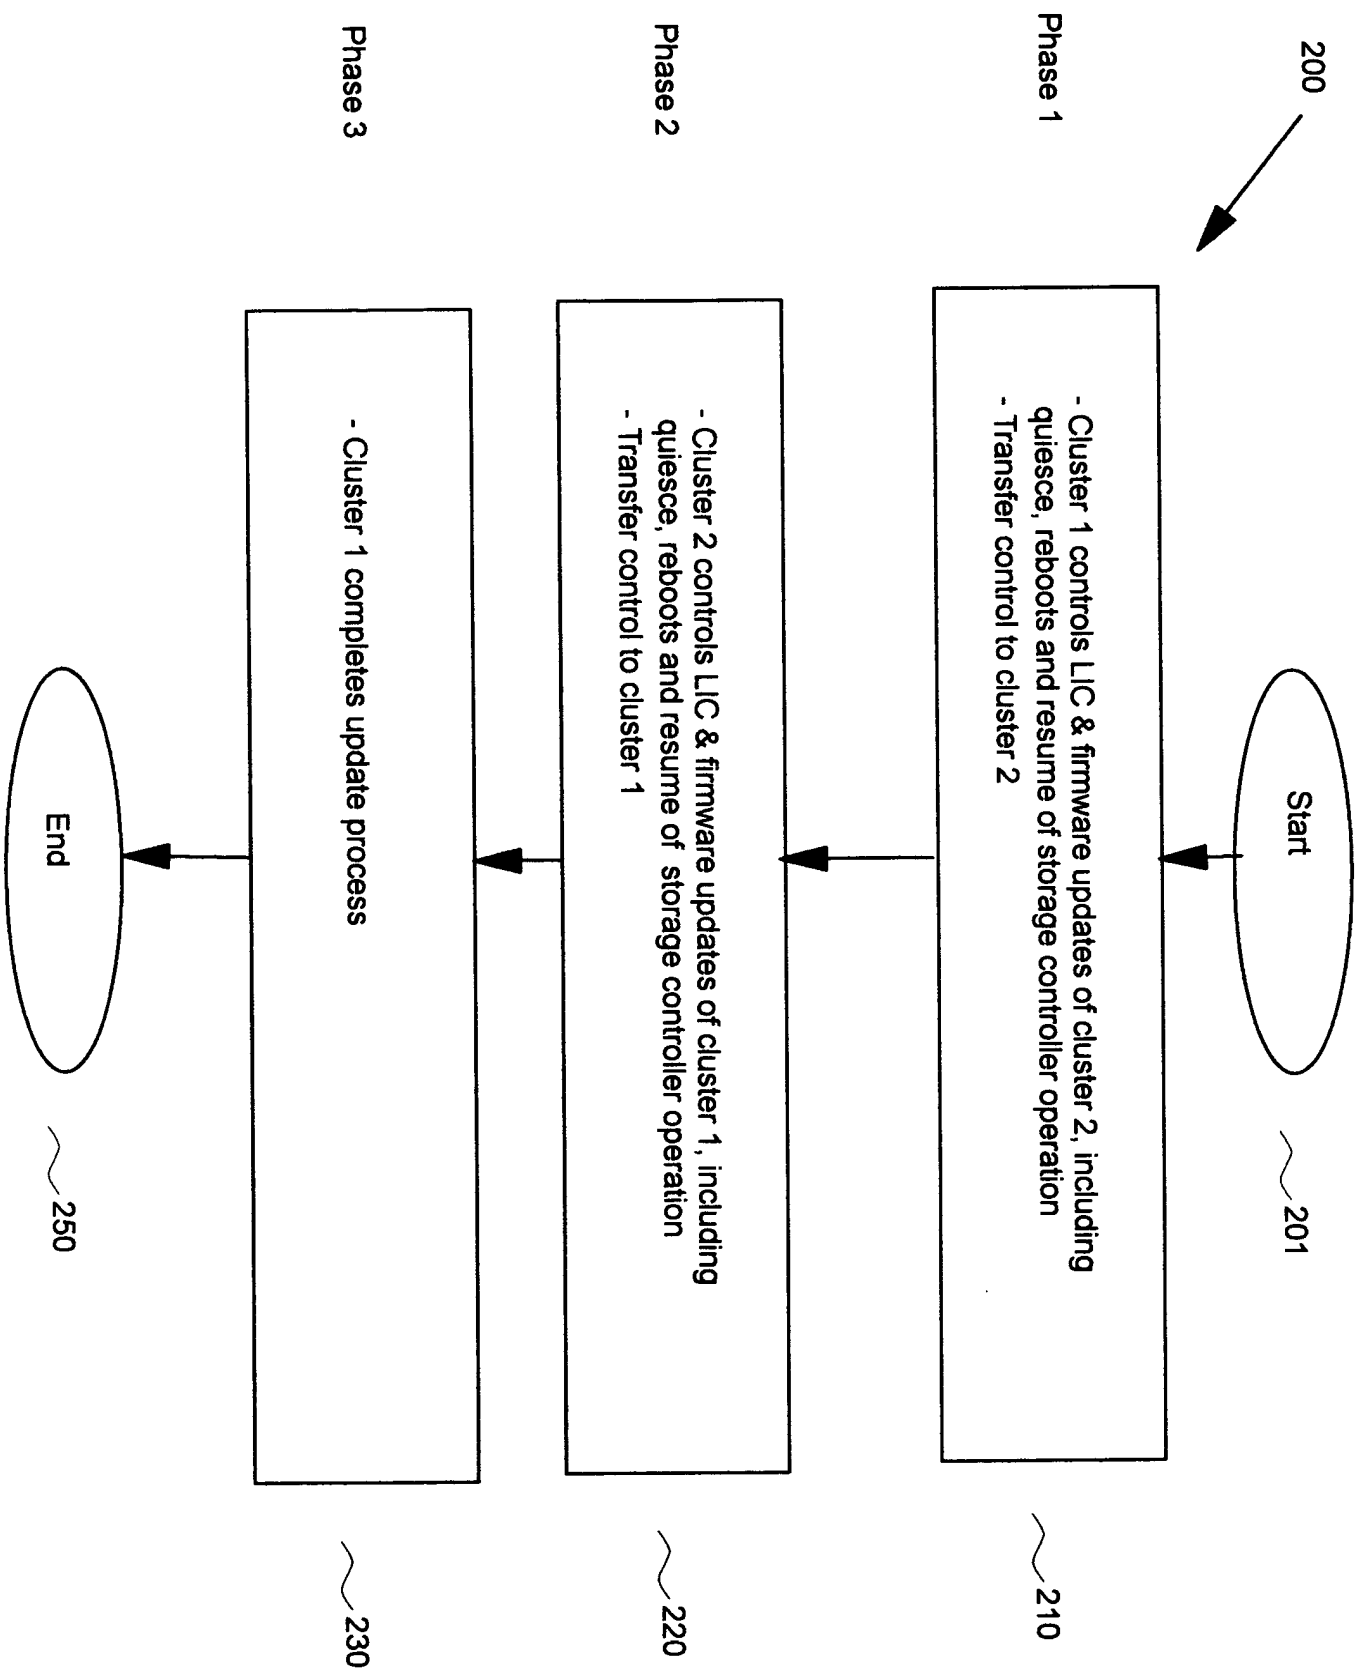 200
Start
201
Phase 1
- Cluster 1 controls LIC & firmware updates of cluster 2, including
quiesce, reboots and resume of storage controller operation
- Transfer control to cluster 2
210
Phase 2
- Cluster 2 controls LIC & firmware updates of cluster 1, including
quiesce, reboots and resume of storage controller operation
- Transfer control to cluster 1
220
Phase 3
- Cluster 1 completes update process
230
End
250